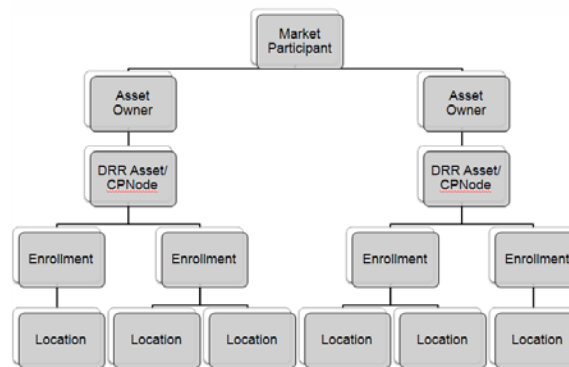 Market
Participant
Asset
Owner
Asset
Owner
DRR Asset/
CPNode
DRR Asset/
CPNode
Enrollment
Enrollment
Enrollment
Enrollment
Location
Location
Location
Location
Location
Location